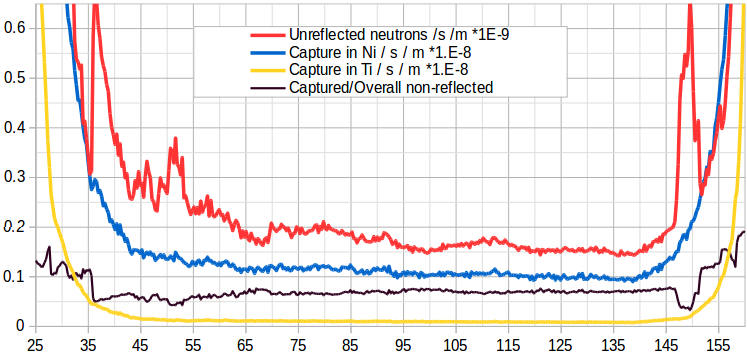 0.6
0.5
0.4
0.3
0.2
0.1
0
Unreflected neutrons /s /m *1E-9
Capture in Ni / s / m *1.E-8
Capture in Ti / s / m *1.E-8
Captured/Overall non-reflected
25 35 45 55 65 75 85 95 105 115 125 135 145 155